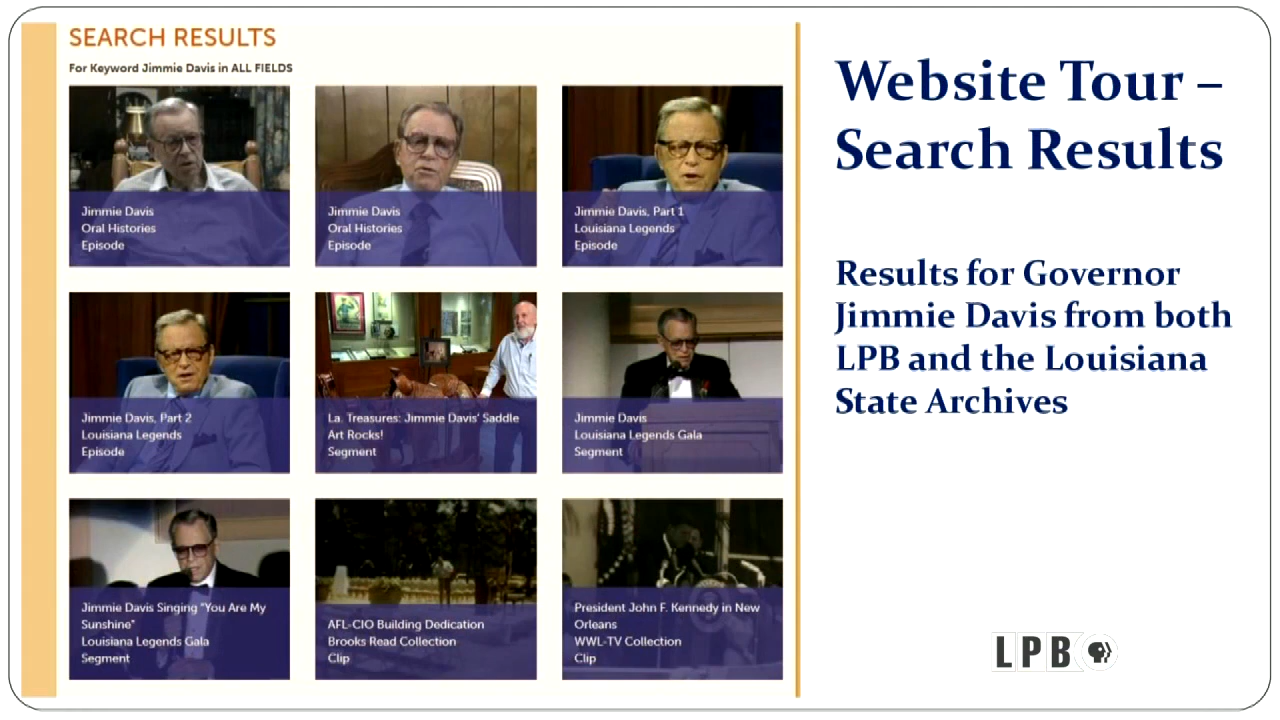 SEARCH RESULTS
For Keyword Jimmie Davis in ALL FIELDS
Jimmie Davis
Oral Histories
Episode
Jimmie Davis
Oral Histories
Episode
Jimmie Davis, Part 1
Louisiana Legends
Episode
Jimmie Davis, Part 2
Louisiana Legends
Episode
La. Treasures: Jimmie Davis' Saddle
Art Rocks!
Segment
Jimmie Davis
Louisiana Legends Gala
Segment
Jimmie Davis Singing "You Are My
Sunshine"
Louisiana Legends Gala
Segment
AFL-CIO Building Dedication
Brooks Read Collection
Clip
President John F. Kennedy in New
Orleans
WWL-TV Collection
Clip
Website Tour –
Search Results
Results for Governor
Jimmie Davis from both
LPB and the Louisiana
State Archives
LPB